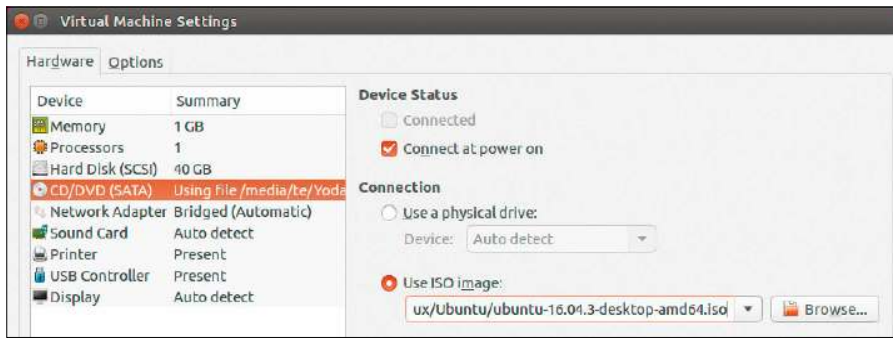 Virtual Machine Settings
Hardware Options
Device Summary
Memory 1 GB
Processors 1
Hard Disk (SCSI) 40 GB
CD/DVD (SATA) Using file /media/te/Yoda
Network Adapter Bridged (Automatic)
Sound Card Auto detect
Printer Present
USB Controller Present
Display Auto detect
Device Status
Connected
Connect at power on
Connection
Use a physical drive:
Device: Auto detect
Use ISO image:
ux/Ubuntu/ubuntu-16.04.3-desktop-amd64.iso Browse...